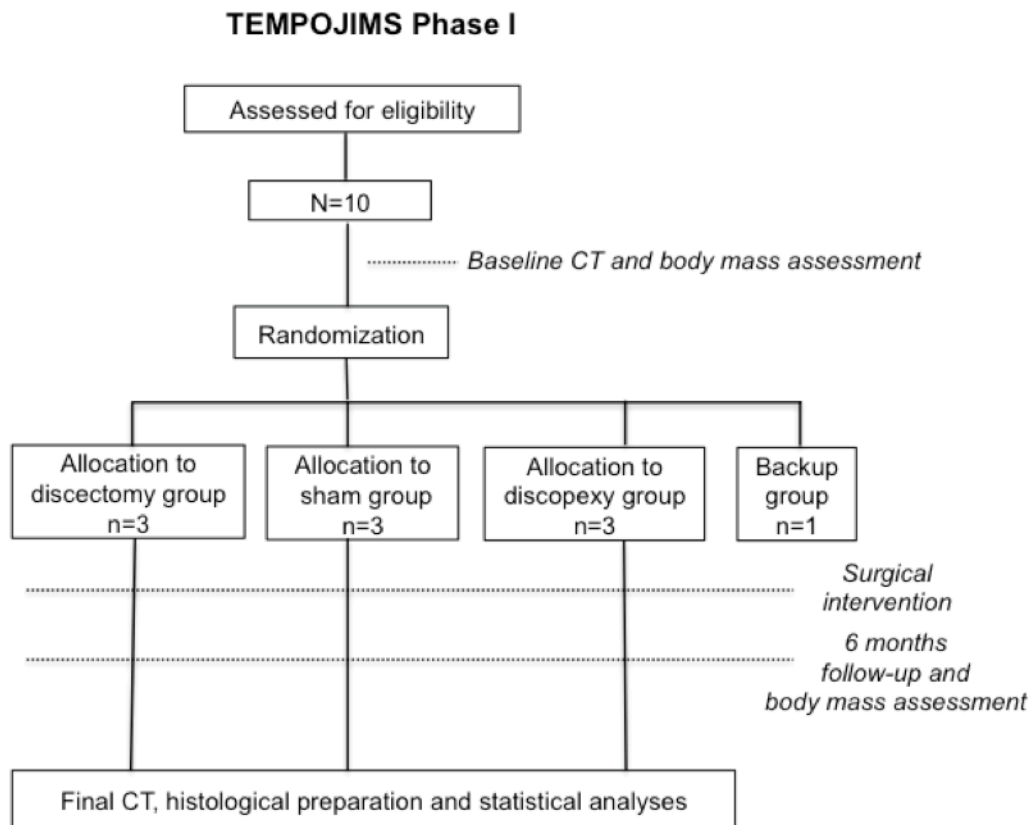 TEMPOJIMS Phase I
Assessed for eligibility
N=10
Baseline CT and body mass assessment
Randomization
Allocation to
discectomy group
n=3
Allocation to
sham group
n=3
Allocation to
discopexy group
n=3
Backup
group
n=1
Surgical
intervention
6 months
follow-up and
body mass assessment
Final CT, histological preparation and statistical analyses